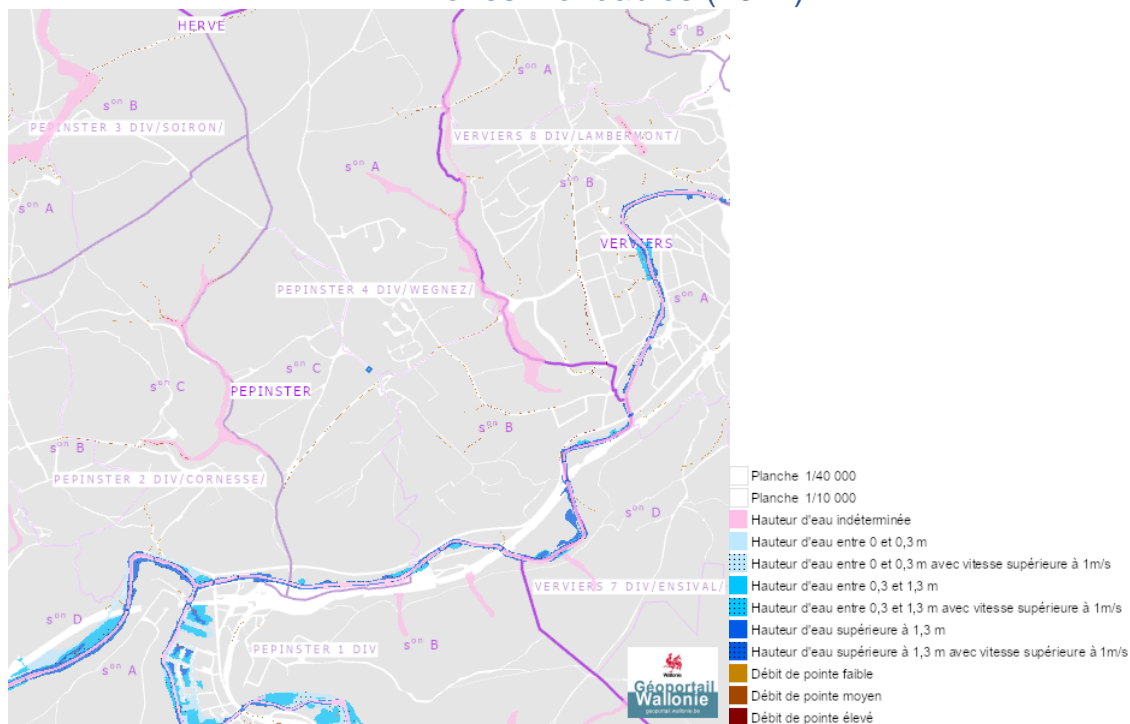 HERVE
sᵒⁿ B
sᵒⁿ A
sᵒⁿ B
PEPINSTER 3 DIV/SOIRON/
VERVIERS 8 DIV/LAMBERMONT/
sᵒⁿ A
sᵒⁿ B
sᵒⁿ A
VERVIERS
PEPINSTER 4 DIV/WEGNEZ/
sᵒⁿ A
sᵒⁿ C
sᵒⁿ C
PEPINSTER
sᵒⁿ B
sᵒⁿ B
PEPINSTER 2 DIV/CORNESSE/
sᵒⁿ D
VERVIERS 7 DIV/ENSIVAL/
sᵒⁿ D
sᵒⁿ B
PEPINSTER 1 DIV
sᵒⁿ A
Wallonie
Géoportail
Wallonie
geoportail.wallonie.be
Planche 1/40 000
Planche 1/10 000
Hauteur d'eau indéterminée
Hauteur d'eau entre 0 et 0,3 m
Hauteur d'eau entre 0 et 0,3 m avec vitesse supérieure à 1m/s
Hauteur d'eau entre 0,3 et 1,3 m
Hauteur d'eau entre 0,3 et 1,3 m avec vitesse supérieure à 1m/s
Hauteur d'eau supérieure à 1,3 m
Hauteur d'eau supérieure à 1,3 m avec vitesse supérieure à 1m/s
Débit de pointe faible
Débit de pointe moyen
Débit de pointe élevé